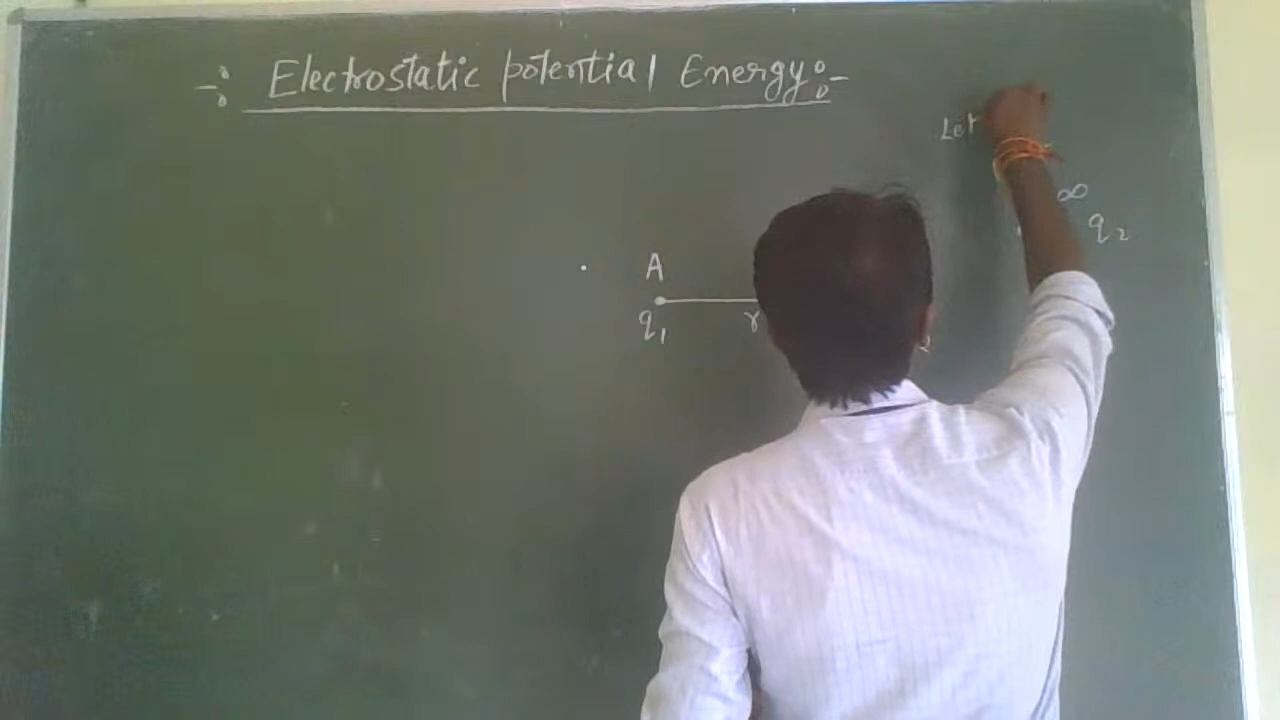 -: Electrostatic potential Energy:-
Let
∞
q₂
A
q₁
r